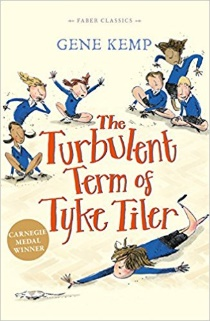 FABER CLASSICS
GENE KEMP
The
Turbulent
Term of
Tyke Tiler
CARNEGIE
MEDAL
WINNER